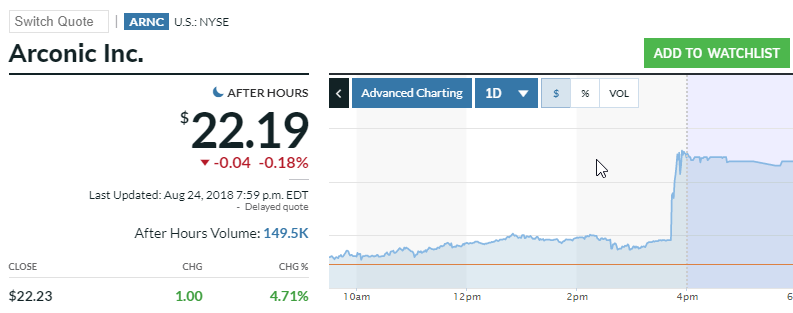 Switch Quote | ARNC U.S.: NYSE
Arconic Inc.
ADD TO WATCHLIST
AFTER HOURS
$22.19
-0.04 -0.18%
Last Updated: Aug 24, 2018 7:59 p.m. EDT
- Delayed quote
After Hours Volume: 149.5K
CLOSE CHG CHG %
$22.23 1.00 4.71%
< Advanced Charting 1D $ % VOL
10am 12pm 2pm 4pm 6